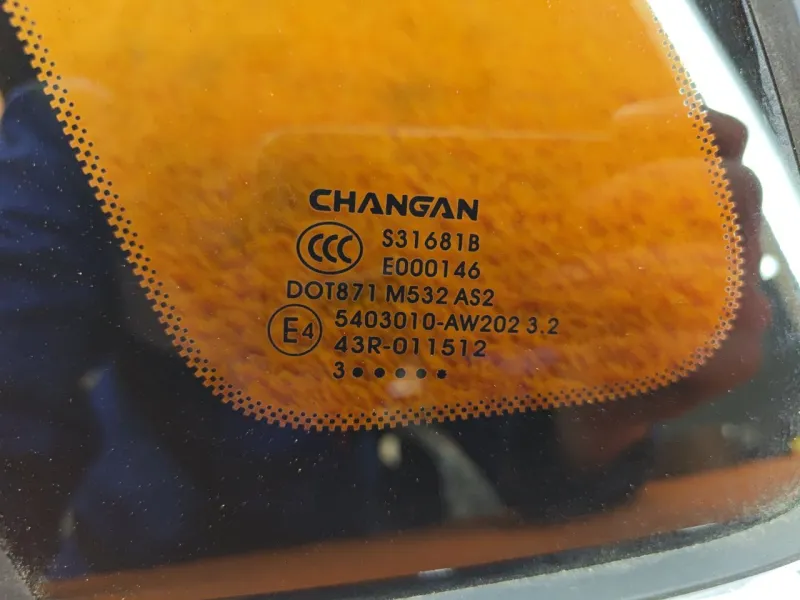 CHANGAN
CCC S31681B
E000146
DOT871 M532 AS2
E4 5403010-AW202 3.2
43R-011512
3●●●●*